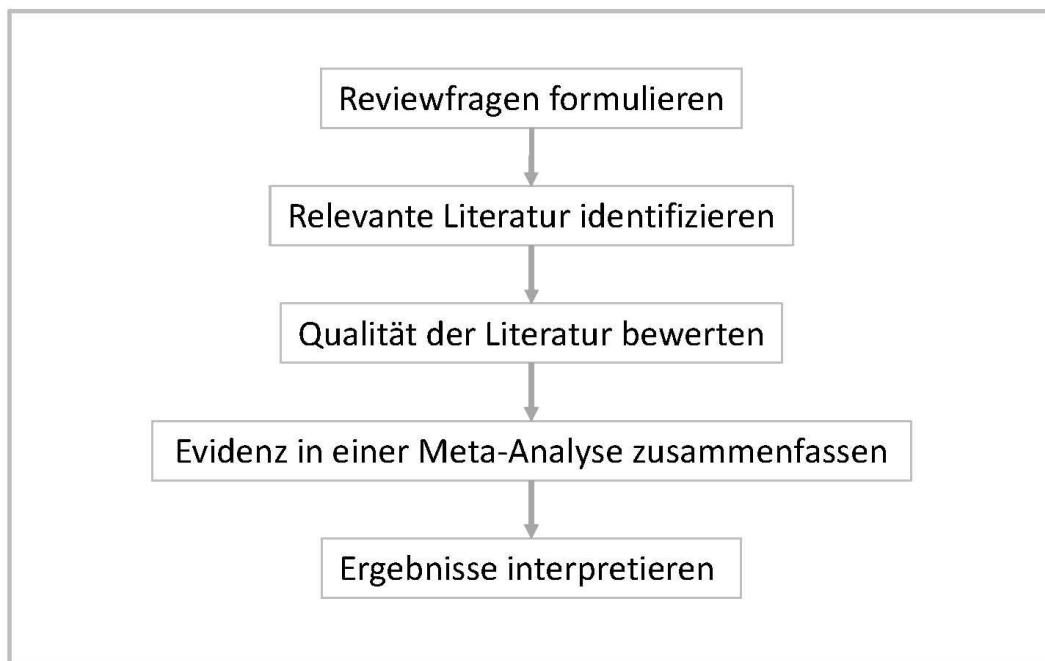 Reviewfragen formulieren
Relevante Literatur identifizieren
Qualität der Literatur bewerten
Evidenz in einer Meta-Analyse zusammenfassen
Ergebnisse interpretieren